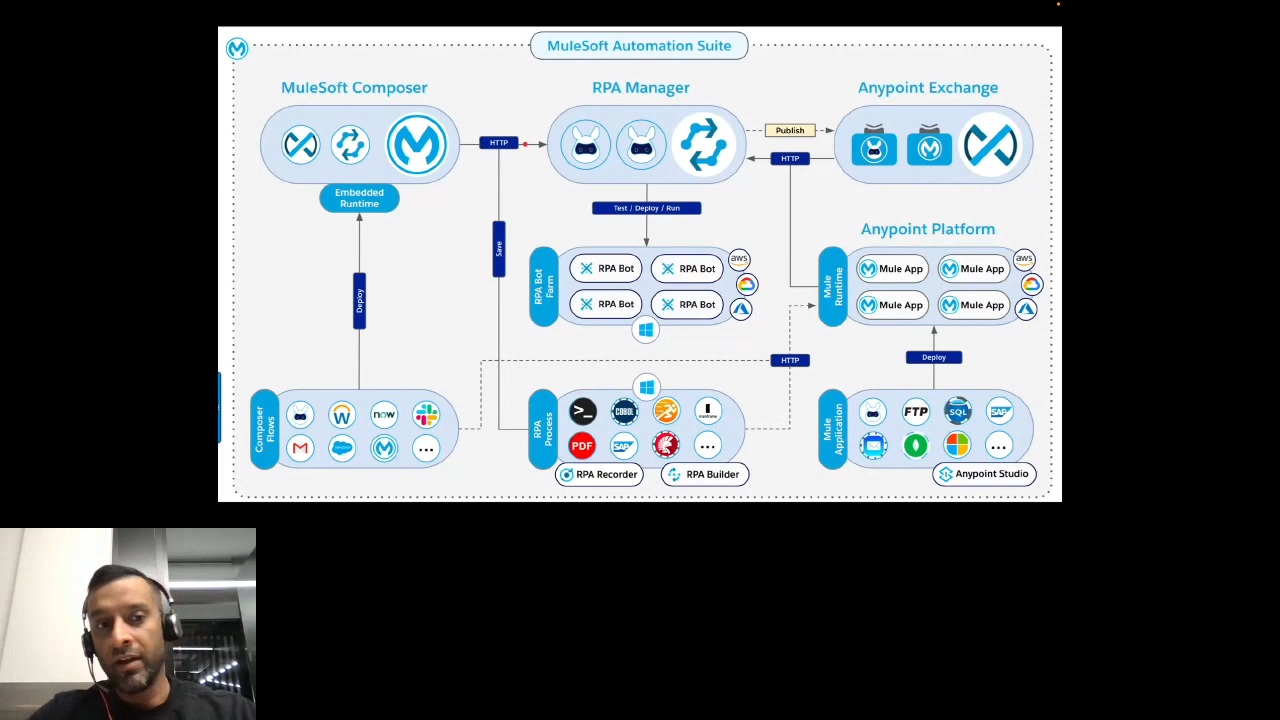 MuleSoft Automation Suite
MuleSoft Composer
RPA Manager
Anypoint Exchange
HTTP
Publish
HTTP
Embedded
Runtime
Test / Deploy / Run
Anypoint Platform
Save
RPA Bot
Farm
RPA Bot
RPA Bot
RPA Bot
RPA Bot
aws
Mule
Runtime
Mule App
Mule App
Mule App
Mule App
aws
Deploy
HTTP
Deploy
Composer
Flows
W
now
salesforce
M
...
RPA
Process
>_
COBOL
mainframe
PDF
SAP
...
RPA Recorder
RPA Builder
Mule
Application
FTP
SQL
SAP
...
Anypoint Studio